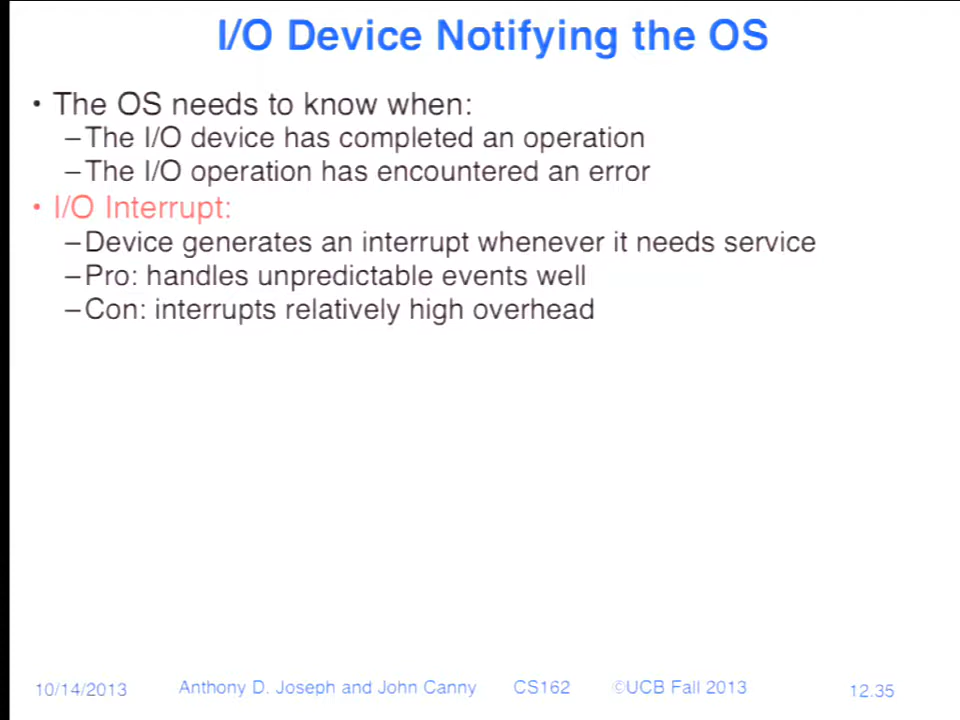 I/O Device Notifying the OS
• The OS needs to know when:
–The I/O device has completed an operation
–The I/O operation has encountered an error
• I/O Interrupt:
–Device generates an interrupt whenever it needs service
–Pro: handles unpredictable events well
–Con: interrupts relatively high overhead
10/14/2013 Anthony D. Joseph and John Canny CS162 ©UCB Fall 2013 12.35